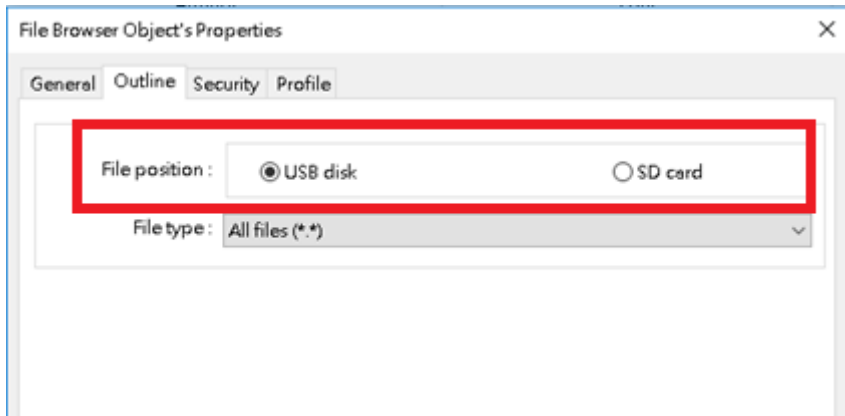 File Browser Object's Properties
General Outline Security Profile
File position : USB disk SD card
File type : All files (*.*)